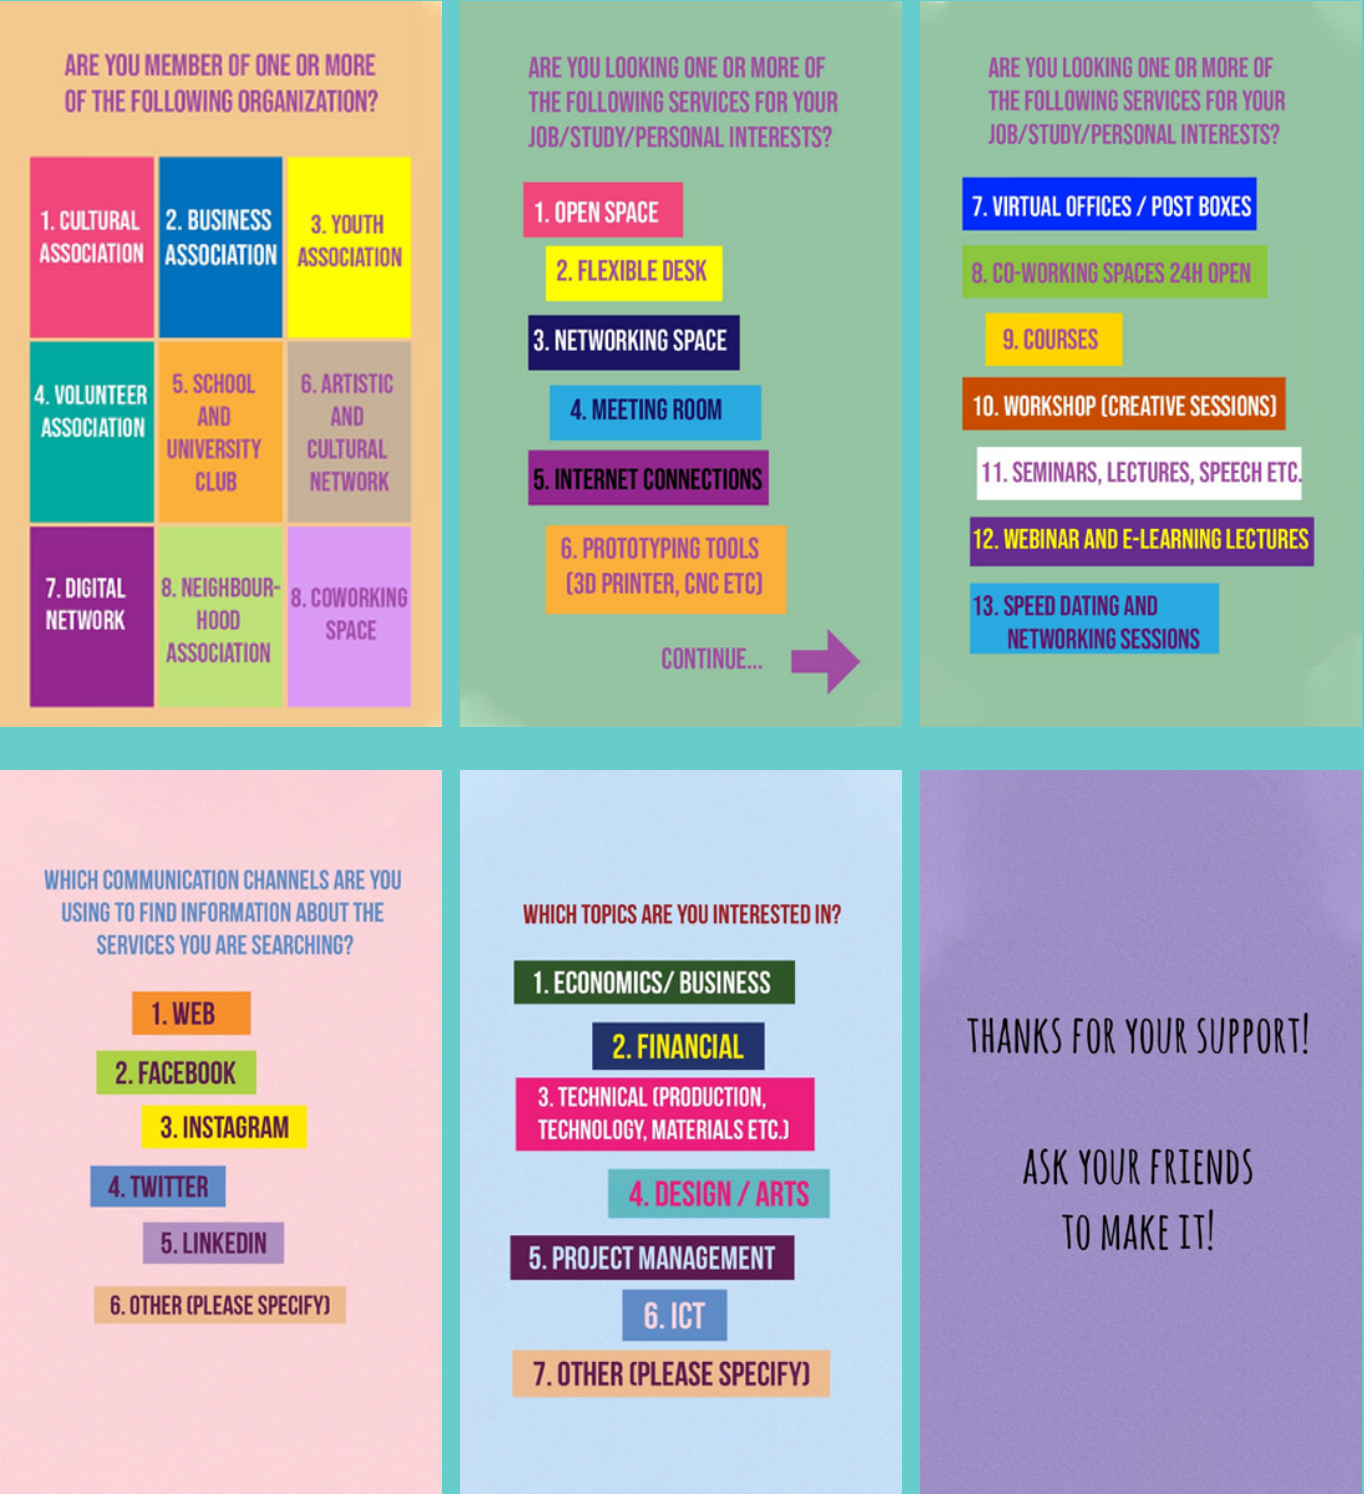 ARE YOU MEMBER OF ONE OR MORE
OF THE FOLLOWING ORGANIZATION?
1. CULTURAL
ASSOCIATION
2. BUSINESS
ASSOCIATION
3. YOUTH
ASSOCIATION
4. VOLUNTEER
ASSOCIATION
5. SCHOOL
AND
UNIVERSITY
CLUB
6. ARTISTIC
AND
CULTURAL
NETWORK
7. DIGITAL
NETWORK
8. NEIGHBOUR-
HOOD
ASSOCIATION
8. COWORKING
SPACE
ARE YOU LOOKING ONE OR MORE OF
THE FOLLOWING SERVICES FOR YOUR
JOB/STUDY/PERSONAL INTERESTS?
1. OPEN SPACE
2. FLEXIBLE DESK
3. NETWORKING SPACE
4. MEETING ROOM
5. INTERNET CONNECTIONS
6. PROTOTYPING TOOLS
(3D PRINTER, CNC ETC)
CONTINUE...
ARE YOU LOOKING ONE OR MORE OF
THE FOLLOWING SERVICES FOR YOUR
JOB/STUDY/PERSONAL INTERESTS?
7. VIRTUAL OFFICES / POST BOXES
8. CO-WORKING SPACES 24H OPEN
9. COURSES
10. WORKSHOP (CREATIVE SESSIONS)
11. SEMINARS, LECTURES, SPEECH ETC.
12. WEBINAR AND E-LEARNING LECTURES
13. SPEED DATING AND
NETWORKING SESSIONS
WHICH COMMUNICATION CHANNELS ARE YOU
USING TO FIND INFORMATION ABOUT THE
SERVICES YOU ARE SEARCHING?
1. WEB
2. FACEBOOK
3. INSTAGRAM
4. TWITTER
5. LINKEDIN
6. OTHER (PLEASE SPECIFY)
WHICH TOPICS ARE YOU INTERESTED IN?
1. ECONOMICS/ BUSINESS
2. FINANCIAL
3. TECHNICAL (PRODUCTION,
TECHNOLOGY, MATERIALS ETC.)
4. DESIGN / ARTS
5. PROJECT MANAGEMENT
6. ICT
7. OTHER (PLEASE SPECIFY)
THANKS FOR YOUR SUPPORT!
ASK YOUR FRIENDS
TO MAKE IT!